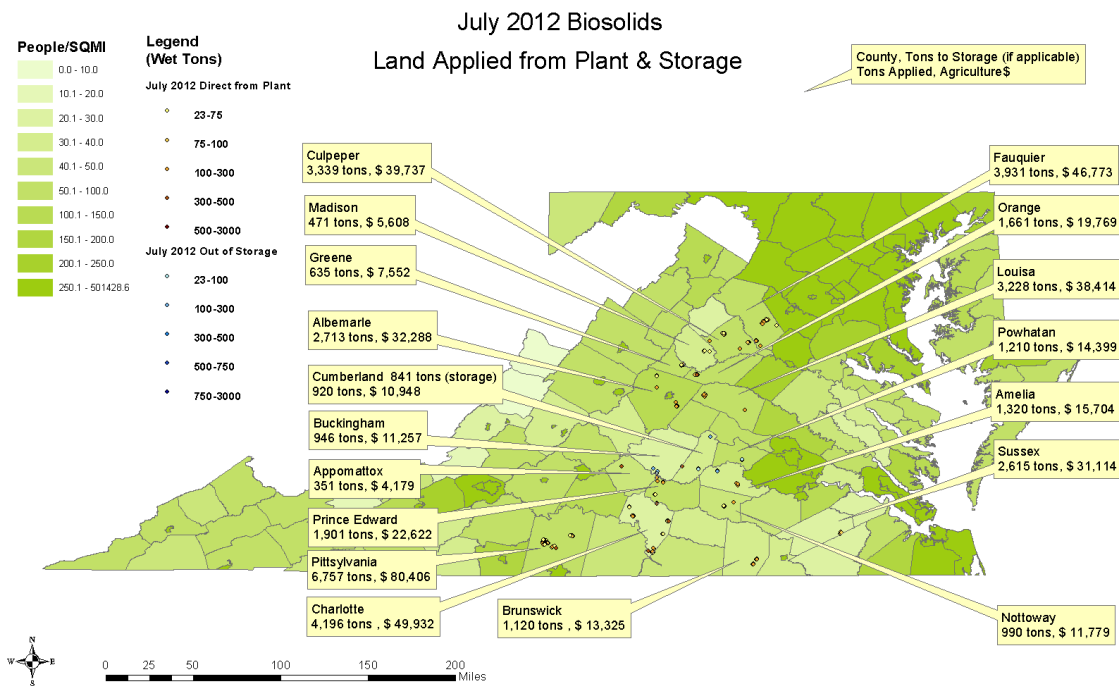 July 2012 Biosolids
Land Applied from Plant & Storage
People/SQMI
0.0 - 10.0
10.1 - 20.0
20.1 - 30.0
30.1 - 40.0
40.1 - 50.0
50.1 - 100.0
100.1 - 150.0
150.1 - 200.0
200.1 - 250.0
250.1 - 501428.6
Legend
(Wet Tons)
July 2012 Direct from Plant
23-75
75-100
100-300
300-500
500-3000
July 2012 Out of Storage
23-100
100-300
300-500
500-750
750-3000
County, Tons to Storage (if applicable)
Tons Applied, Agriculture$
Culpeper
3,339 tons, $ 39,737
Madison
471 tons, $ 5,608
Greene
635 tons, $ 7,552
Albemarle
2,713 tons, $ 32,288
Cumberland 841 tons (storage)
920 tons, $ 10,948
Buckingham
946 tons, $ 11,257
Appomattox
351 tons, $ 4,179
Prince Edward
1,901 tons, $ 22,622
Pittsylvania
6,757 tons, $ 80,406
Charlotte
4,196 tons , $ 49,932
Brunswick
1,120 tons , $ 13,325
Fauquier
3,931 tons, $ 46,773
Orange
1,661 tons, $ 19,769
Louisa
3,228 tons, $ 38,414
Powhatan
1,210 tons, $ 14,399
Amelia
1,320 tons, $ 15,704
Sussex
2,615 tons, $ 31,114
Nottoway
990 tons, $ 11,779
N
W E
S
0 25 50 100 150 200
Miles